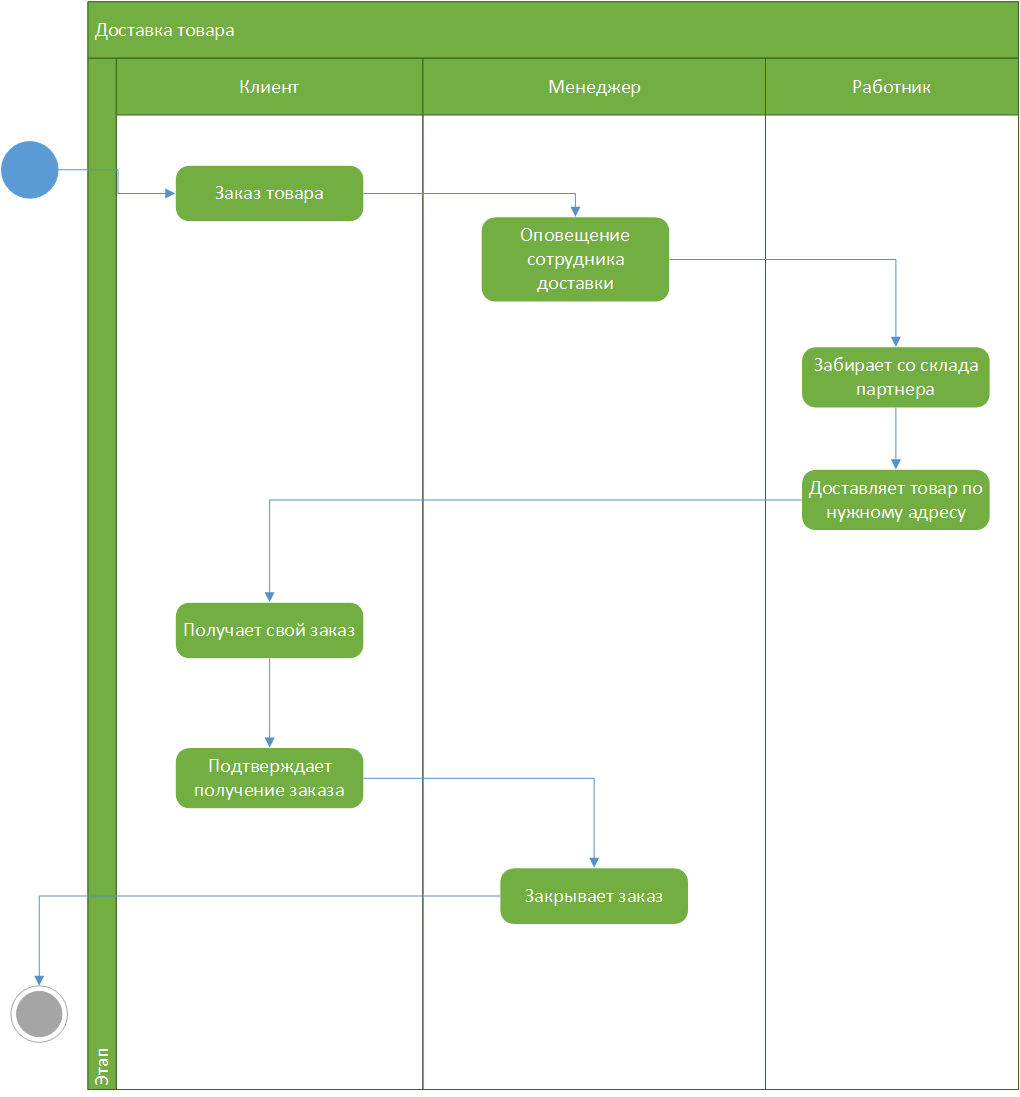 Доставка товара
Клиент
Менеджер
Работник
Заказ товара
Оповещение
сотрудника
доставки
Забирает со склада
партнера
Доставляет товар по
нужному адресу
Получает свой заказ
Подтверждает
получение заказа
Закрывает заказ
Этап